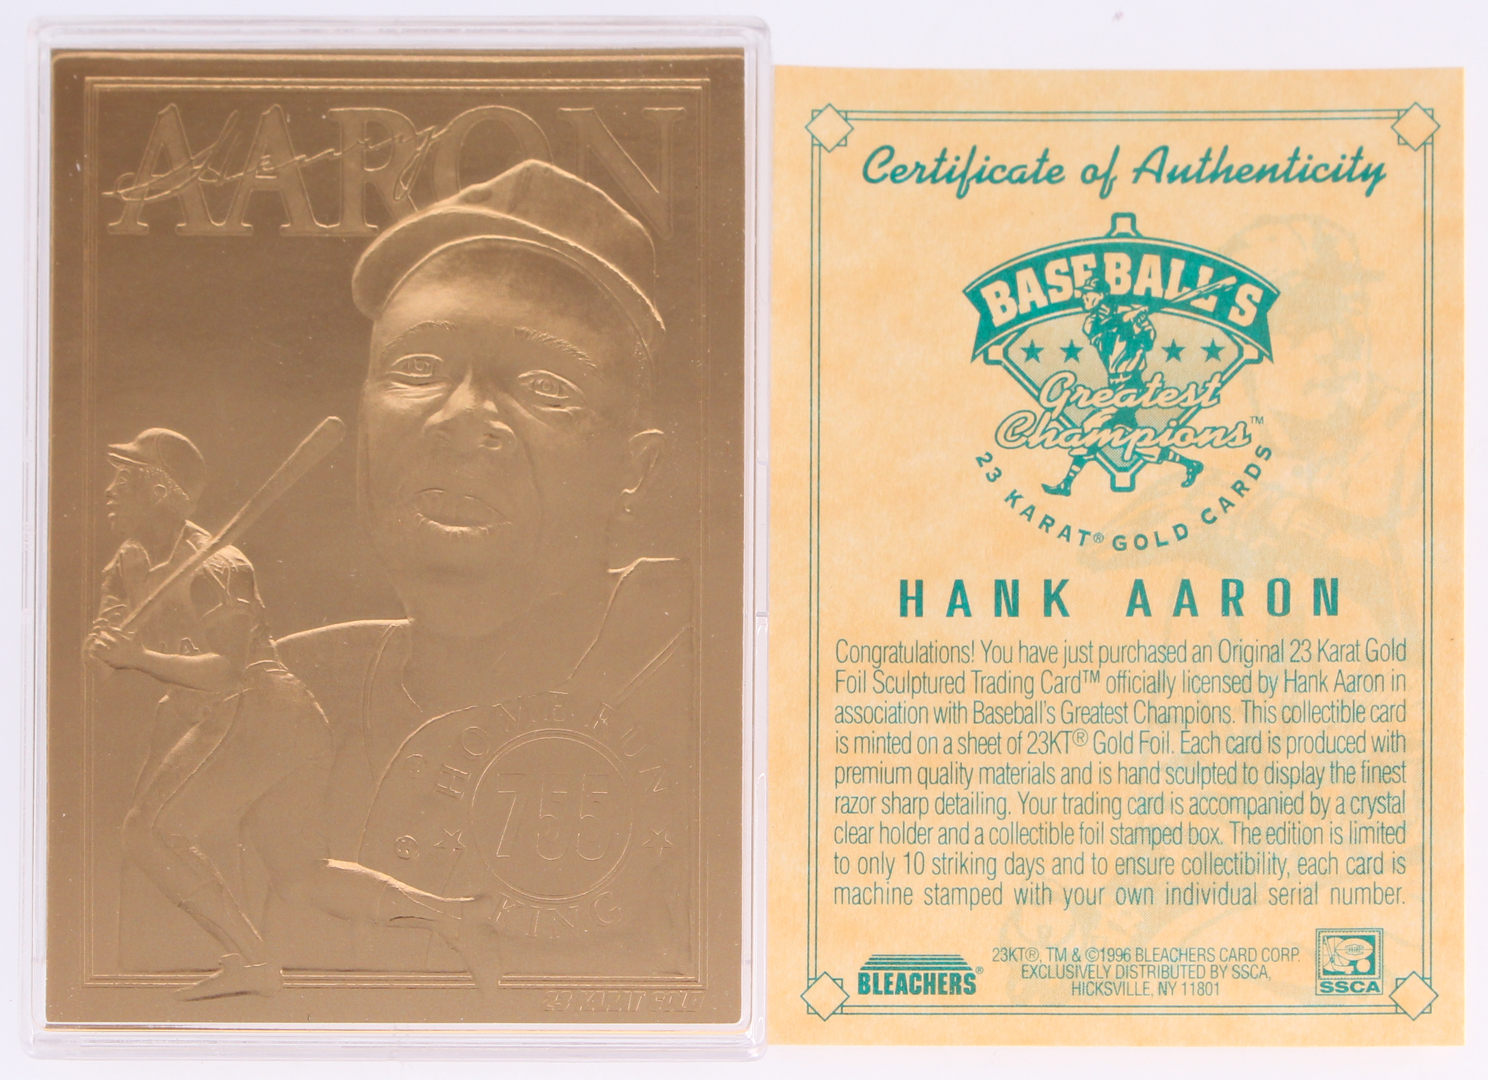 AARON
Henry
HOME RUN
755
KING
23 KARAT GOLD
Certificate of Authenticity
BASEBALL'S
Greatest
Champions™
23 KARAT® GOLD CARDS
HANK AARON
Congratulations! You have just purchased an Original 23 Karat Gold
Foil Sculptured Trading Card™ officially licensed by Hank Aaron in
association with Baseball's Greatest Champions. This collectible card
is minted on a sheet of 23KT® Gold Foil. Each card is produced with
premium quality materials and is hand sculpted to display the finest
razor sharp detailing. Your trading card is accompanied by a crystal
clear holder and a collectible foil stamped box. The edition is limited
to only 10 striking days and to ensure collectibility, each card is
machine stamped with your own individual serial number.
BLEACHERS®
23KT®, TM & ©1996 BLEACHERS CARD CORP.
EXCLUSIVELY DISTRIBUTED BY SSCA,
HICKSVILLE, NY 11801
SSCA